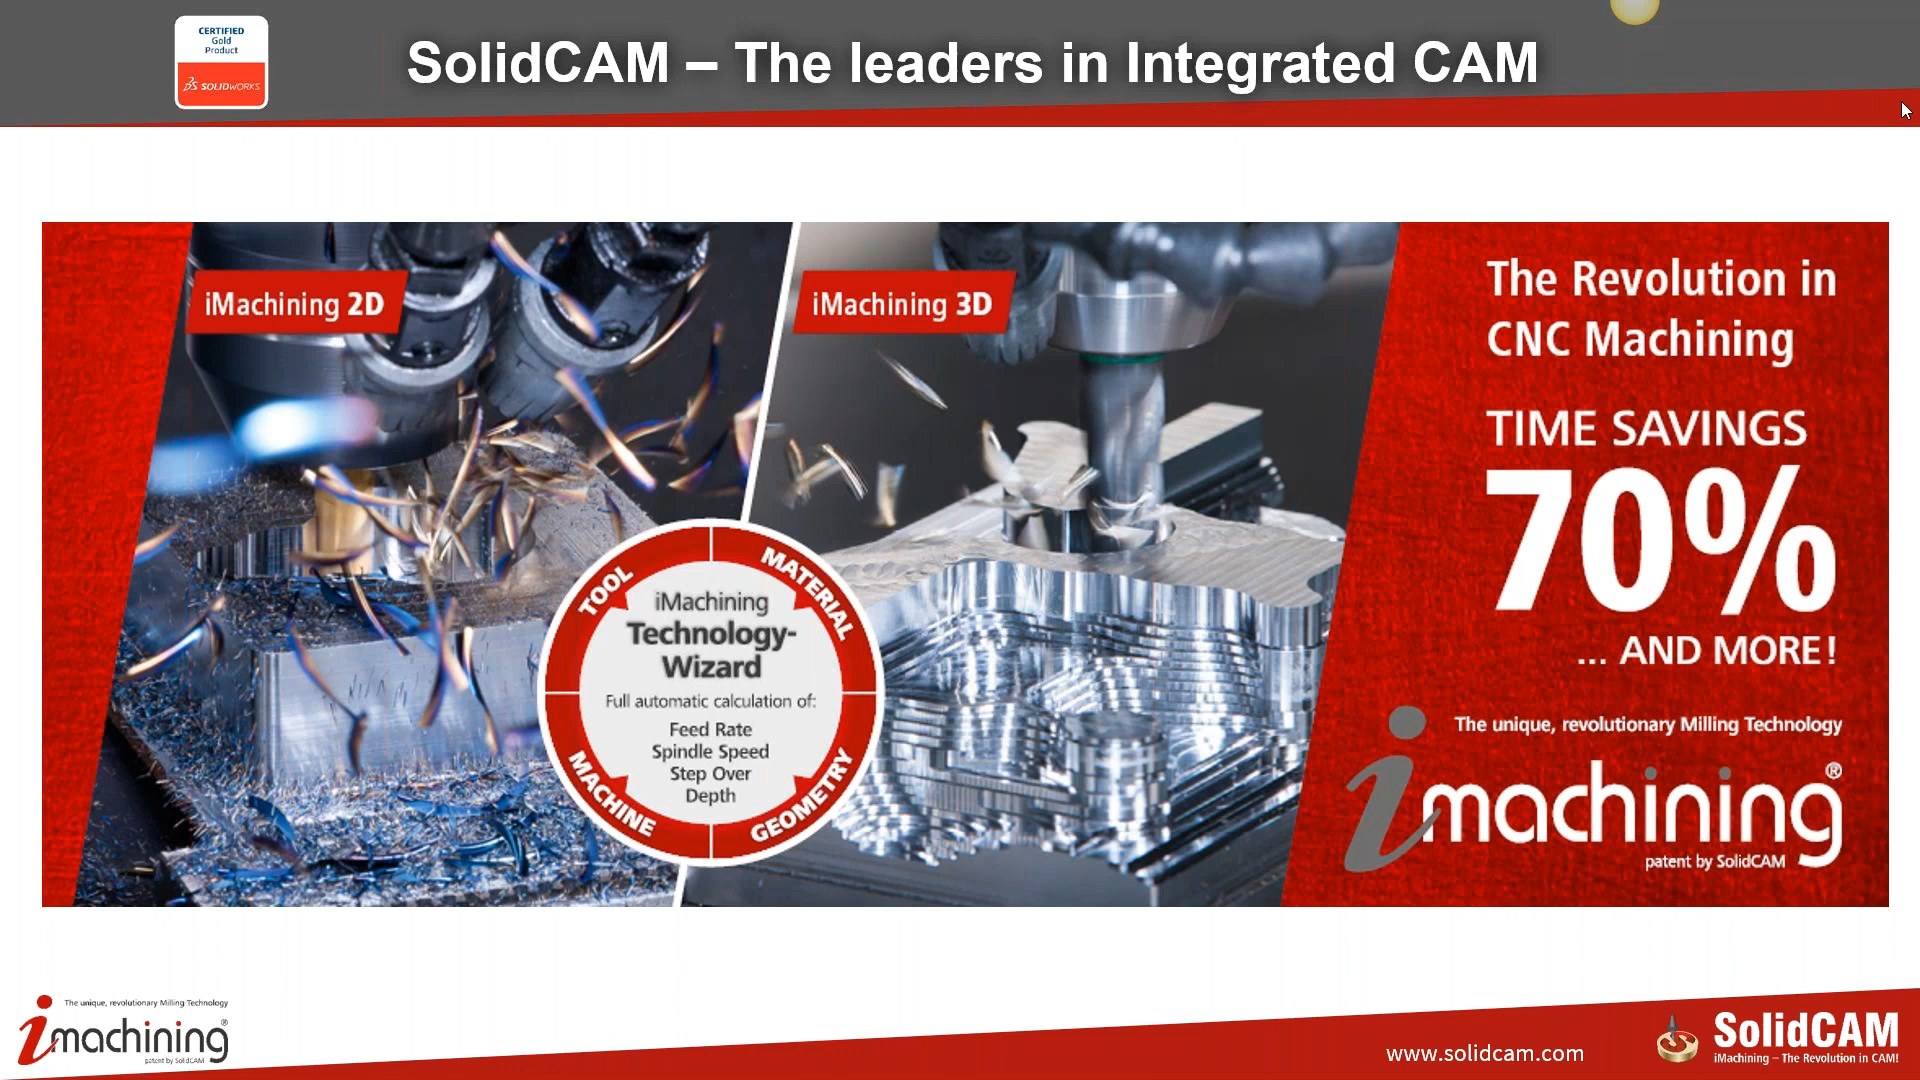 CERTIFIED
Gold
Product
SOLIDWORKS
SolidCAM – The leaders in Integrated CAM
iMachining 2D
iMachining 3D
TOOL
MATERIAL
MACHINE
GEOMETRY
iMachining
Technology-
Wizard
Full automatic calculation of:
Feed Rate
Spindle Speed
Step Over
Depth
The Revolution in
CNC Machining
TIME SAVINGS
70%
... AND MORE!
The unique, revolutionary Milling Technology
imachining®
patent by SolidCAM
The unique, revolutionary Milling Technology
imachining®
patent by SolidCAM
www.solidcam.com
SolidCAM
iMachining – The Revolution in CAM!